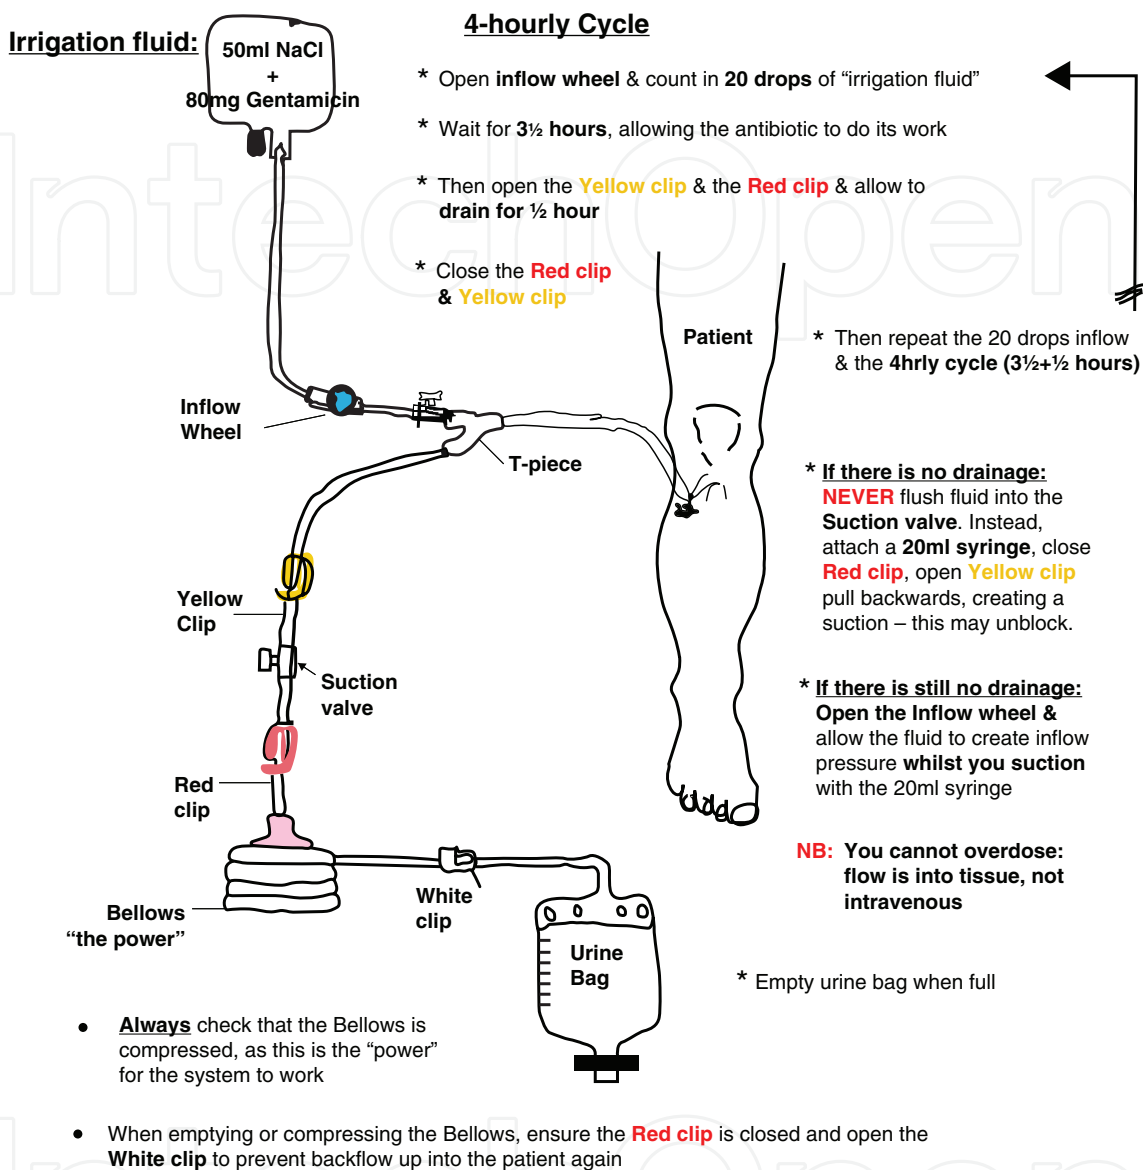 4-hourly Cycle
Irrigation fluid:
50ml NaCl
+
80mg Gentamicin
* Open inflow wheel & count in 20 drops of “irrigation fluid”
* Wait for 3½ hours, allowing the antibiotic to do its work
* Then open the Yellow clip & the Red clip & allow to
drain for ½ hour
* Close the Red clip
& Yellow clip
* Then repeat the 20 drops inflow
& the 4hrly cycle (3½+½ hours)
Patient
Inflow
Wheel
T-piece
Yellow
Clip
Suction
valve
Red
clip
Bellows
“the power”
White
clip
Urine
Bag
* If there is no drainage:
NEVER flush fluid into the
Suction valve. Instead,
attach a 20ml syringe, close
Red clip, open Yellow clip
pull backwards, creating a
suction – this may unblock.
* If there is still no drainage:
Open the Inflow wheel &
allow the fluid to create inflow
pressure whilst you suction
with the 20ml syringe
NB: You cannot overdose:
flow is into tissue, not
intravenous
* Empty urine bag when full
• Always check that the Bellows is
compressed, as this is the “power”
for the system to work
• When emptying or compressing the Bellows, ensure the Red clip is closed and open the
White clip to prevent backflow up into the patient again
IntechOpen
IntechOpen